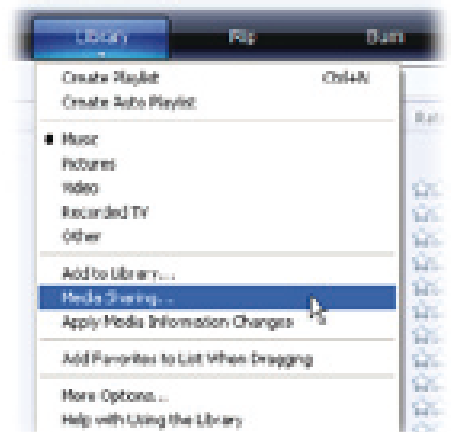 Library Rip Burn
Create Playlist Ctrl+N
Create Auto Playlist
Music
Pictures
Video
Recorded TV
Other
Add to Library...
Media Sharing...
Apply Media Information Changes
Add Favorites to List When Dragging
More Options...
Help with Using the Library